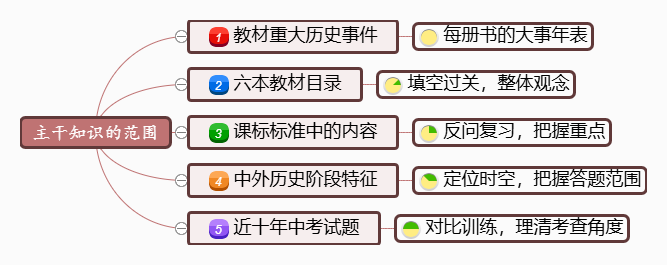 主干知识的范围
1 教材重大历史事件
每册书的大事年表
2 六本教材目录
填空过关，整体观念
3 课标标准中的内容
反问复习，把握重点
4 中外历史阶段特征
定位时空，把握答题范围
5 近十年中考试题
对比训练，理清考查角度